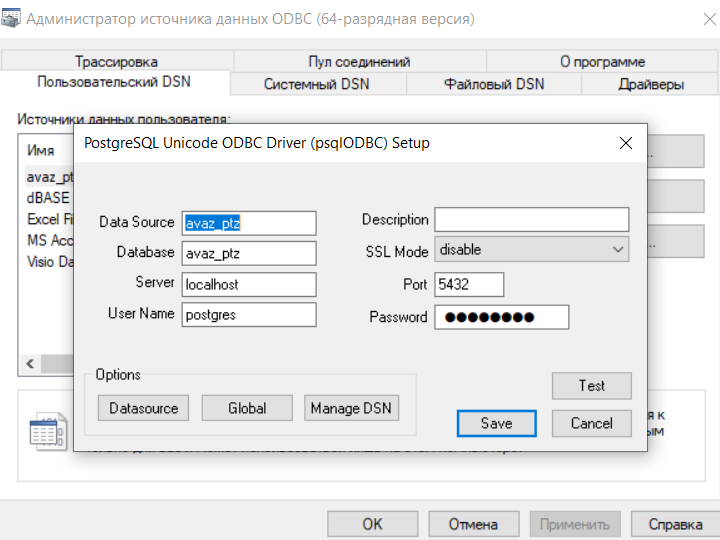 Администратор источника данных ODBC (64-разрядная версия)
Трассировка Пул соединений О программе
Пользовательский DSN Системный DSN Файловый DSN Драйверы
Источники данных пользователя:
Имя
avaz_pt
dBASE
Excel Fi
MS Acc
Visio Da
PostgreSQL Unicode ODBC Driver (psqlODBC) Setup
Data Source avaz_ptz Description
Database avaz_ptz SSL Mode disable
Server localhost Port 5432
User Name postgres Password ●●●●●●●●
Options
Datasource Global Manage DSN
Test
Save Cancel
OK Отмена Применить Справка